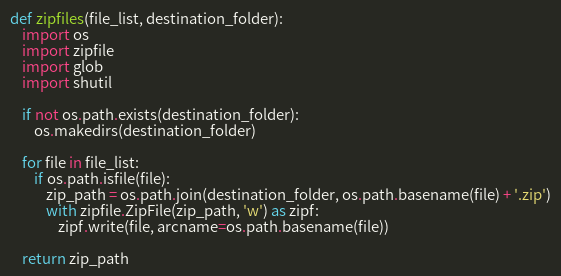 def zipfiles(file_list, destination_folder):
    import os
    import zipfile
    import glob
    import shutil

    if not os.path.exists(destination_folder):
        os.makedirs(destination_folder)

    for file in file_list:
        if os.path.isfile(file):
            zip_path = os.path.join(destination_folder, os.path.basename(file) + '.zip')
            with zipfile.ZipFile(zip_path, 'w') as zipf:
                zipf.write(file, arcname=os.path.basename(file))

    return zip_path